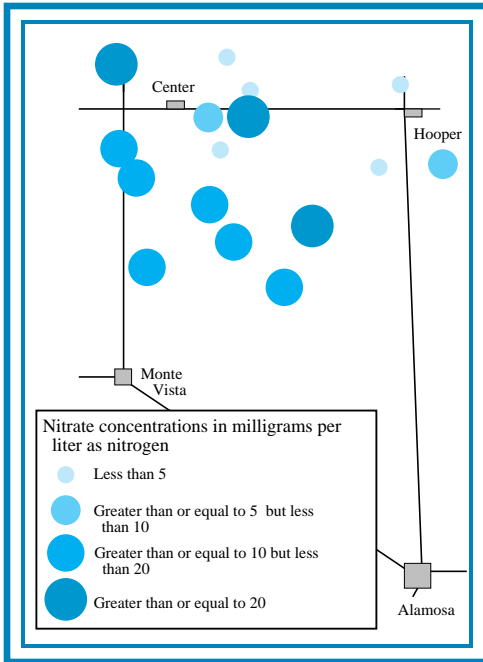 Center
Hooper
Monte
Vista
Nitrate concentrations in milligrams per
liter as nitrogen
Less than 5
Greater than or equal to 5 but less
than 10
Greater than or equal to 10 but less
than 20
Greater than or equal to 20
Alamosa